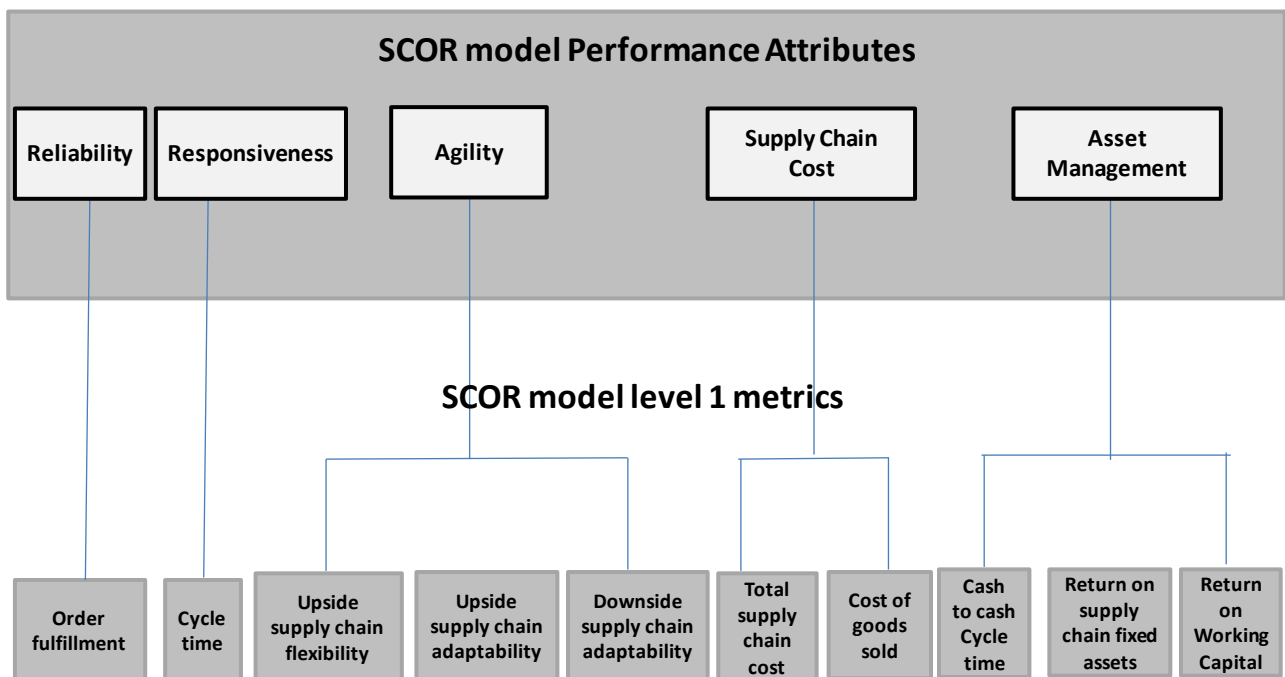 SCOR model Performance Attributes
Reliability
Responsiveness
Agility
Supply Chain
Cost
Asset
Management
SCOR model level 1 metrics
Order
fulfillment
Cycle
time
Upside
supply chain
flexibility
Upside
supply chain
adaptability
Downside
supply chain
adaptability
Total
supply
chain
cost
Cost of
goods
sold
Cash
to cash
Cycle
time
Return on
supply
chain fixed
assets
Return
on
Working
Capital